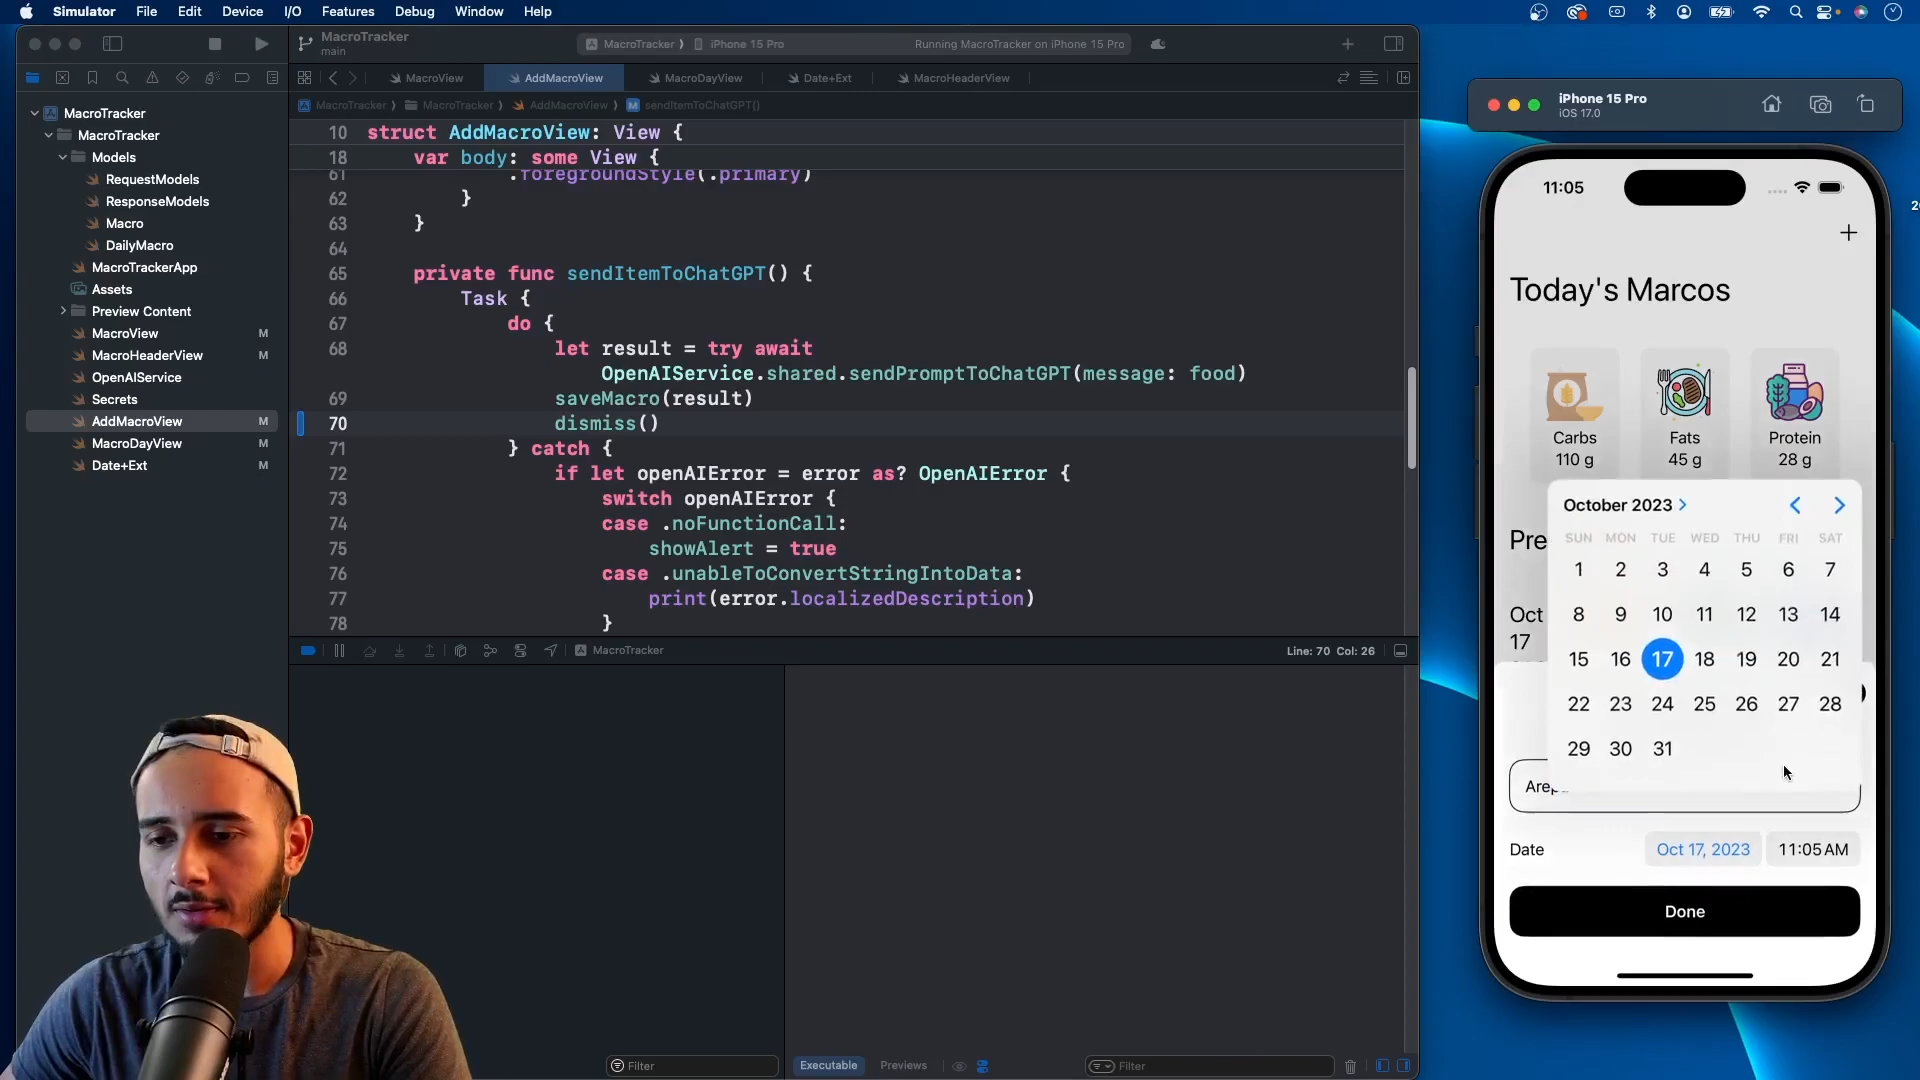 Simulator File Edit Device I/O Features Debug Window Help
MacroTracker
main
MacroTracker iPhone 15 Pro
Running MacroTracker on iPhone 15 Pro
MacroView
AddMacroView
MacroDayView
Date+Ext
MacroHeaderView
MacroTracker MacroTracker AddMacroView M sendItemToChatGPT()
MacroTracker
MacroTracker
Models
RequestModels
ResponseModels
Macro
DailyMacro
MacroTrackerApp
Assets
Preview Content
MacroView M
MacroHeaderView M
OpenAIService
Secrets
AddMacroView M
MacroDayView M
Date+Ext M
10 struct AddMacroView: View {
18 var body: some View {
61 .foregroundStyle(.primary)
62 }
63 }
64
65 private func sendItemToChatGPT() {
66 Task {
67 do {
68 let result = try await
OpenAIService.shared.sendPromptToChatGPT(message: food)
69 saveMacro(result)
70 dismiss()
71 } catch {
72 if let openAIError = error as? OpenAIError {
73 switch openAIError {
74 case .noFunctionCall:
75 showAlert = true
76 case .unableToConvertStringIntoData:
77 print(error.localizedDescription)
78 }
MacroTracker
Line: 70 Col: 26
Filter
Executable Previews
Filter
iPhone 15 Pro
iOS 17.0
11:05
Today's Marcos
Carbs
110 g
Fats
45 g
Protein
28 g
Pre
Oct
17
October 2023
SUN MON TUE WED THU FRI SAT
1 2 3 4 5 6 7
8 9 10 11 12 13 14
15 16 17 18 19 20 21
22 23 24 25 26 27 28
29 30 31
Date Oct 17, 2023 11:05 AM
Done